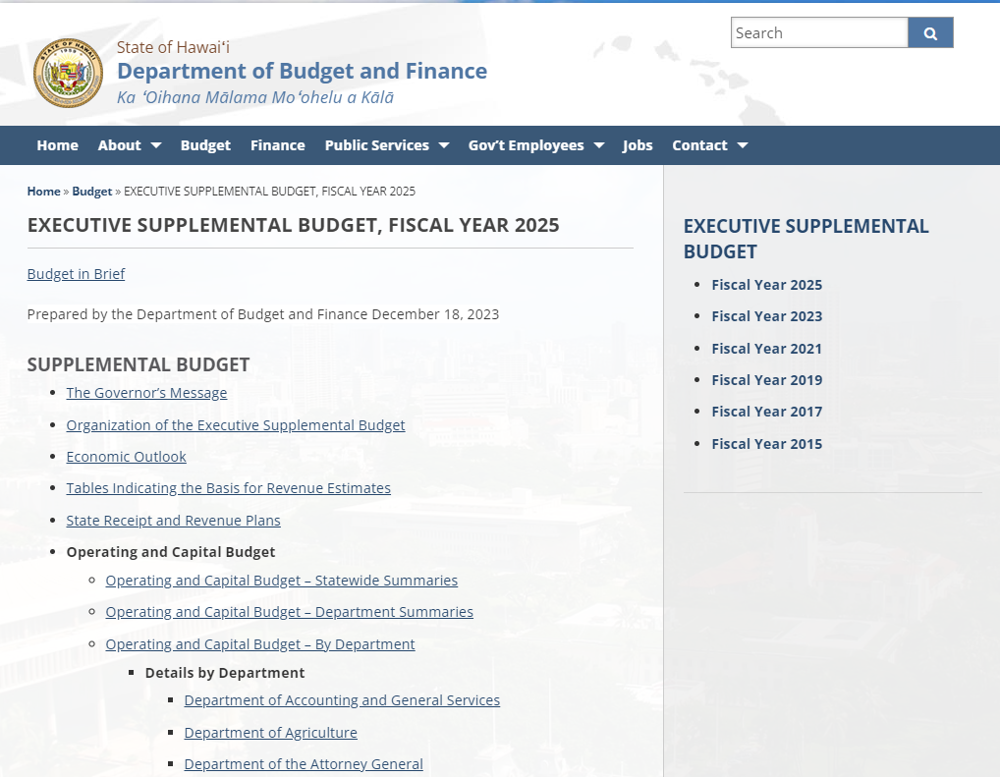 State of Hawaiʻi
Department of Budget and Finance
Ka ʻOihana Mālama Moʻohelu a Kālā
Search
Home About Budget Finance Public Services Gov’t Employees Jobs Contact
Home » Budget » EXECUTIVE SUPPLEMENTAL BUDGET, FISCAL YEAR 2025
EXECUTIVE SUPPLEMENTAL BUDGET, FISCAL YEAR 2025
Budget in Brief
Prepared by the Department of Budget and Finance December 18, 2023
SUPPLEMENTAL BUDGET
The Governor’s Message
Organization of the Executive Supplemental Budget
Economic Outlook
Tables Indicating the Basis for Revenue Estimates
State Receipt and Revenue Plans
Operating and Capital Budget
Operating and Capital Budget – Statewide Summaries
Operating and Capital Budget – Department Summaries
Operating and Capital Budget – By Department
Details by Department
Department of Accounting and General Services
Department of Agriculture
Department of the Attorney General
EXECUTIVE SUPPLEMENTAL
BUDGET
Fiscal Year 2025
Fiscal Year 2023
Fiscal Year 2021
Fiscal Year 2019
Fiscal Year 2017
Fiscal Year 2015